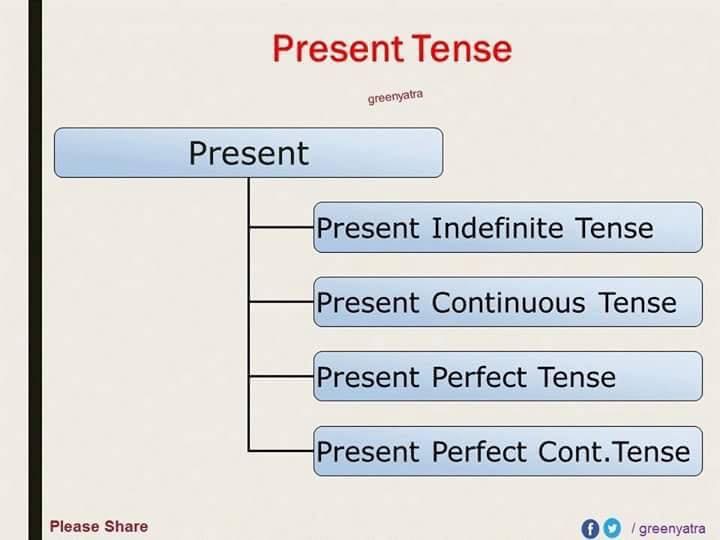 Present Tense
greenyatra
Present
Present Indefinite Tense
Present Continuous Tense
Present Perfect Tense
Present Perfect Cont.Tense
Please Share
/ greenyatra